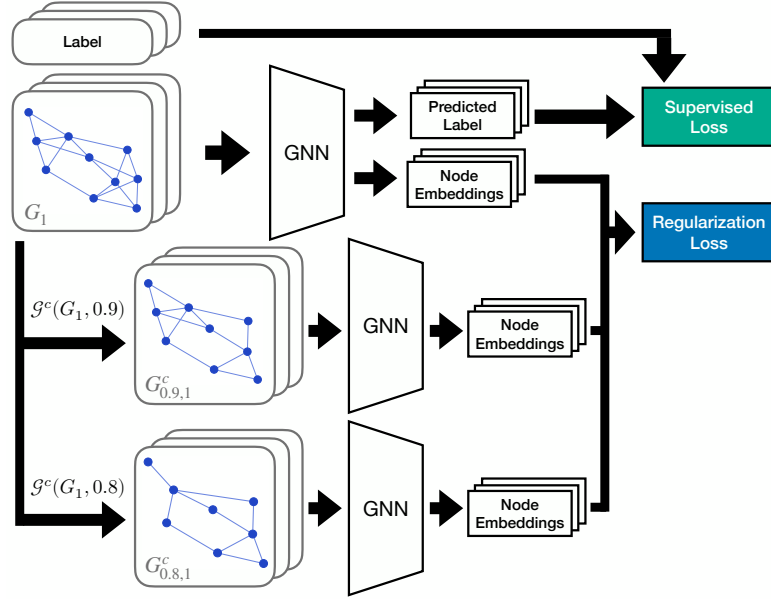 Label
G₁
GNN
Predicted
Label
Node
Embeddings
Supervised
Loss
Regularization
Loss
𝒢ᶜ(G₁, 0.9)
Gᶜ₀.₉,₁
GNN
Node
Embeddings
𝒢ᶜ(G₁, 0.8)
Gᶜ₀.₈,₁
GNN
Node
Embeddings